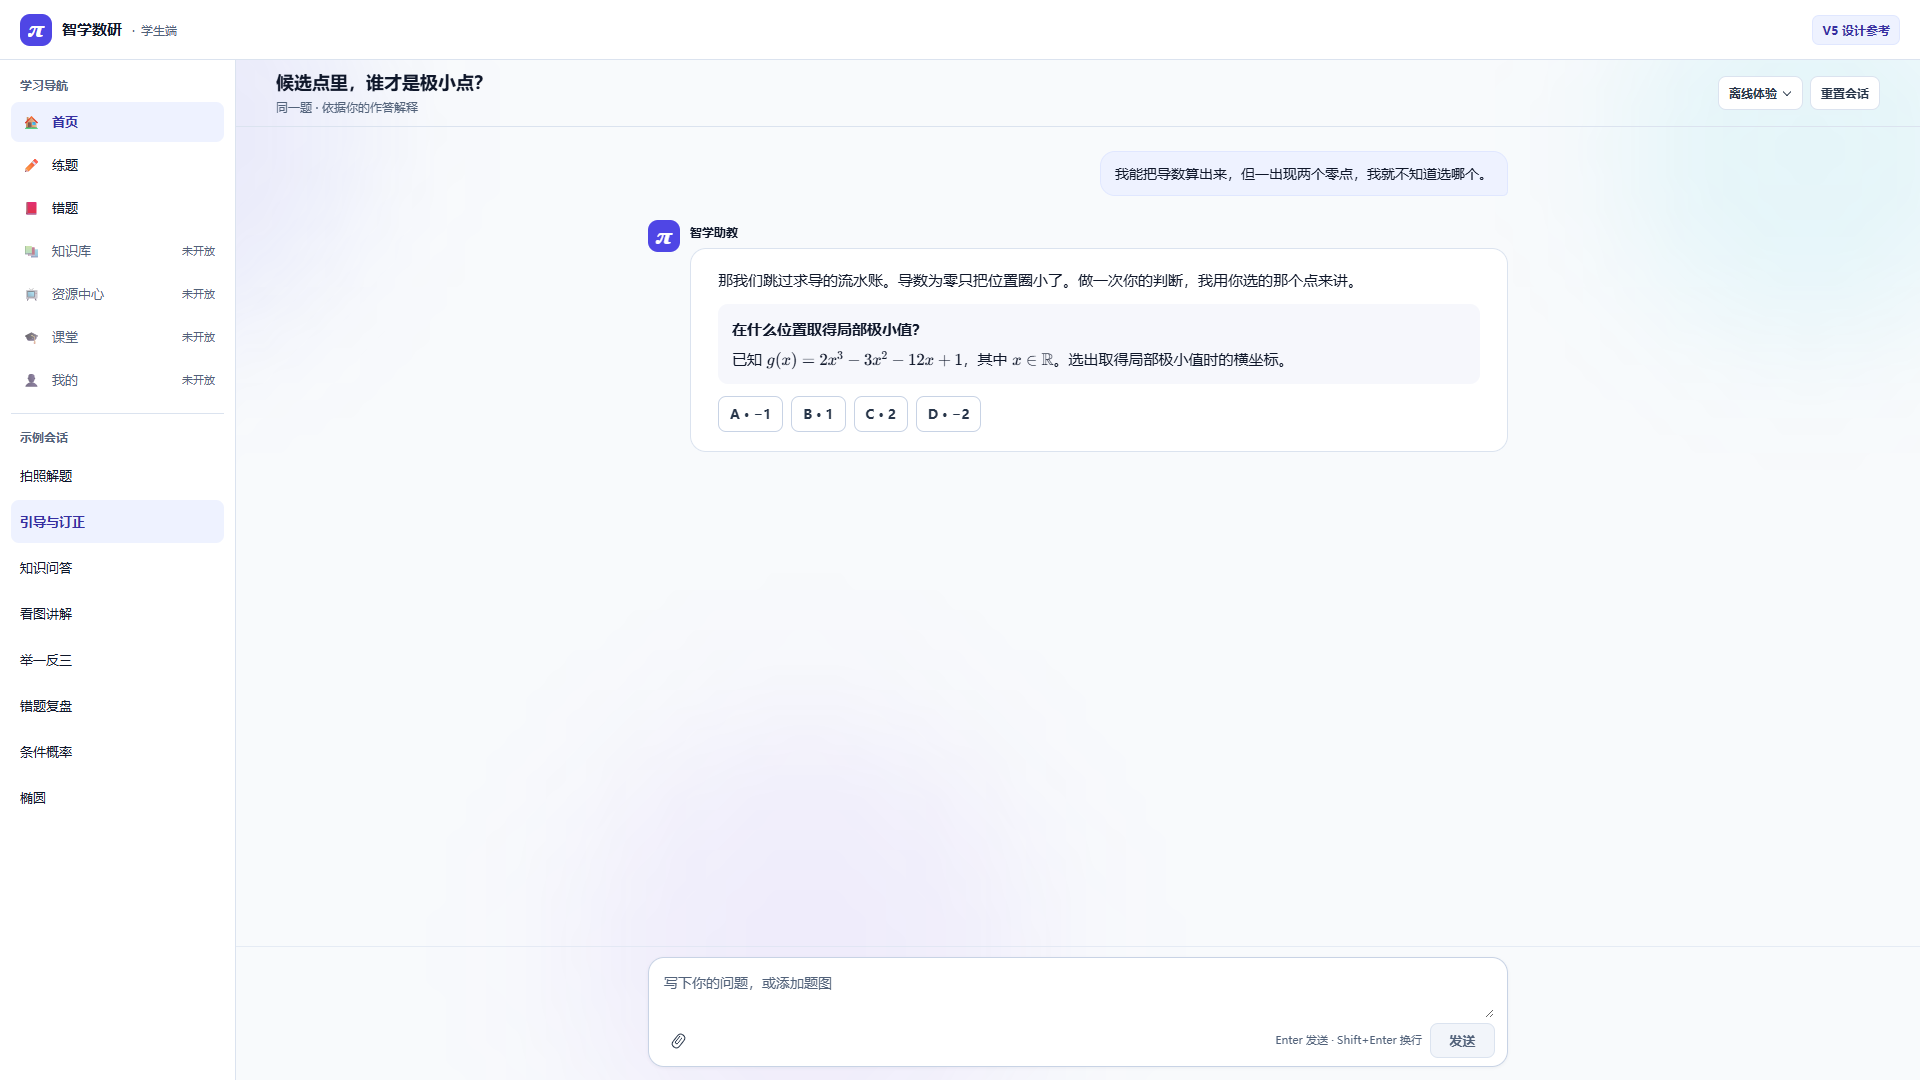 π 智学数研 · 学生端
V5 设计参考
学习导航
首页
练题
错题
知识库 未开放
资源中心 未开放
课堂 未开放
我的 未开放
示例会话
拍照解题
引导与订正
知识问答
看图讲解
举一反三
错题复盘
条件概率
椭圆
候选点里，谁才是极小点？
同一题 · 依据你的作答解释
离线体验
重置会话
我能把导数算出来，但一出现两个零点，我就不知道选哪个。
π 智学助教
那我们跳过求导的流水账。导数为零只把位置圈小了。做一次你的判断，我用你选的那个点来讲。
在什么位置取得局部极小值？
已知 g(x) = 2x³ − 3x² − 12x + 1，其中 x ∈ ℝ。选出取得局部极小值时的横坐标。
A • −1 B • 1 C • 2 D • −2
写下你的问题，或添加题图
Enter 发送 · Shift+Enter 换行
发送